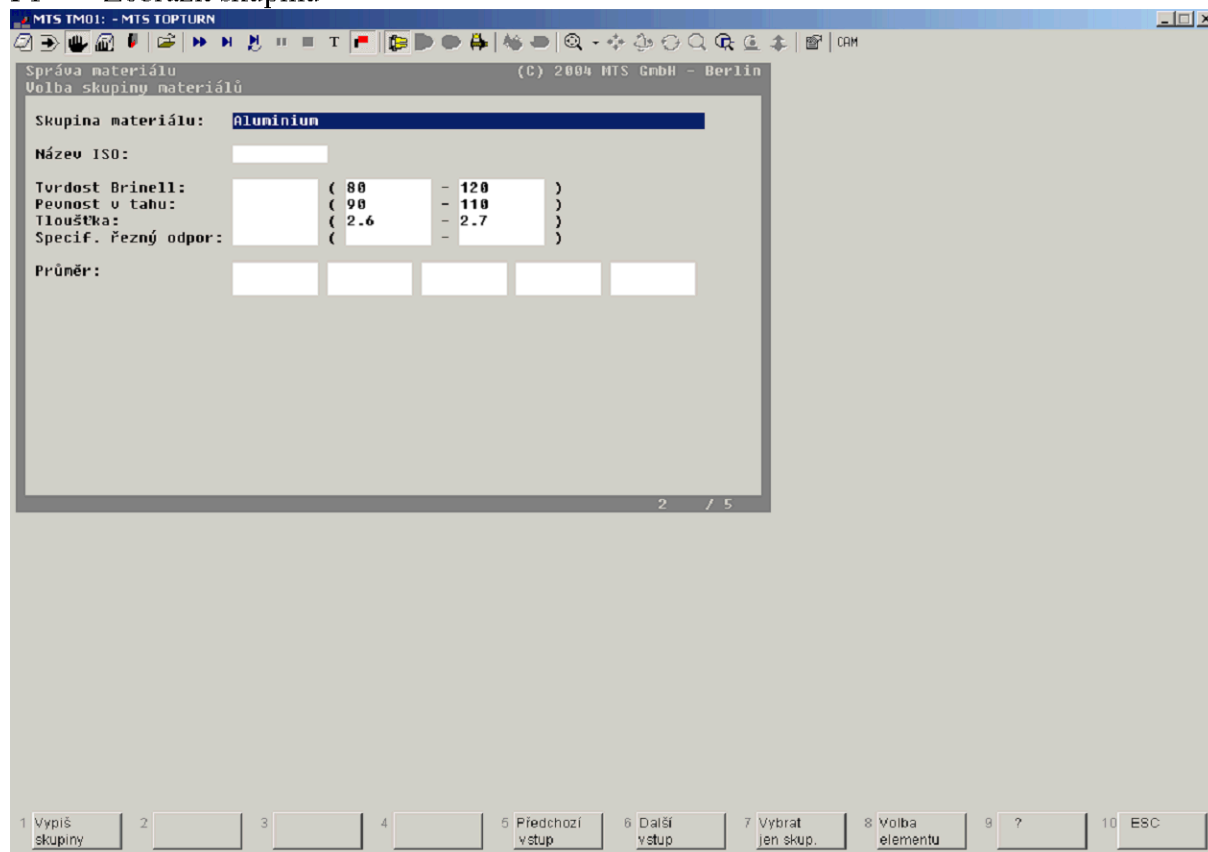 MTS TM01: - MTS TOPTURN
T CAM
Správa materiálu (C) 2004 MTS GmbH - Berlin
Volba skupiny materiálů
Skupina materiálu: Aluminium
Název ISO:
Tvrdost Brinell: ( 80 - 120 )
Pevnost v tahu: ( 90 - 110 )
Tloušťka: ( 2.6 - 2.7 )
Specif. řezný odpor: ( - )
Průměr:
2 / 5
1 Vypiš skupiny
2
3
4
5 Předchozí vstup
6 Další vstup
7 Vybrat jen skup.
8 Volba elementu
9 ?
10 ESC